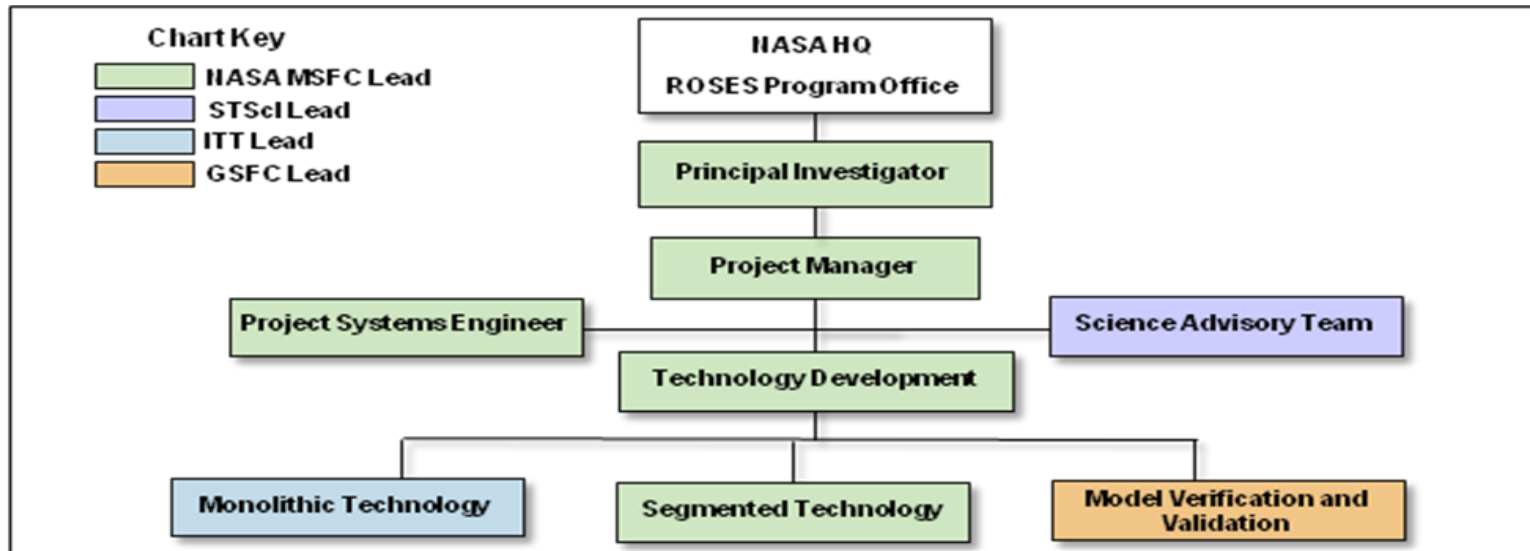 Chart Key
NASA MSFC Lead
STScI Lead
ITT Lead
GSFC Lead
NASA HQ
ROSES Program Office
Principal Investigator
Project Manager
Project Systems Engineer
Science Advisory Team
Technology Development
Monolithic Technology
Segmented Technology
Model Verification and
Validation